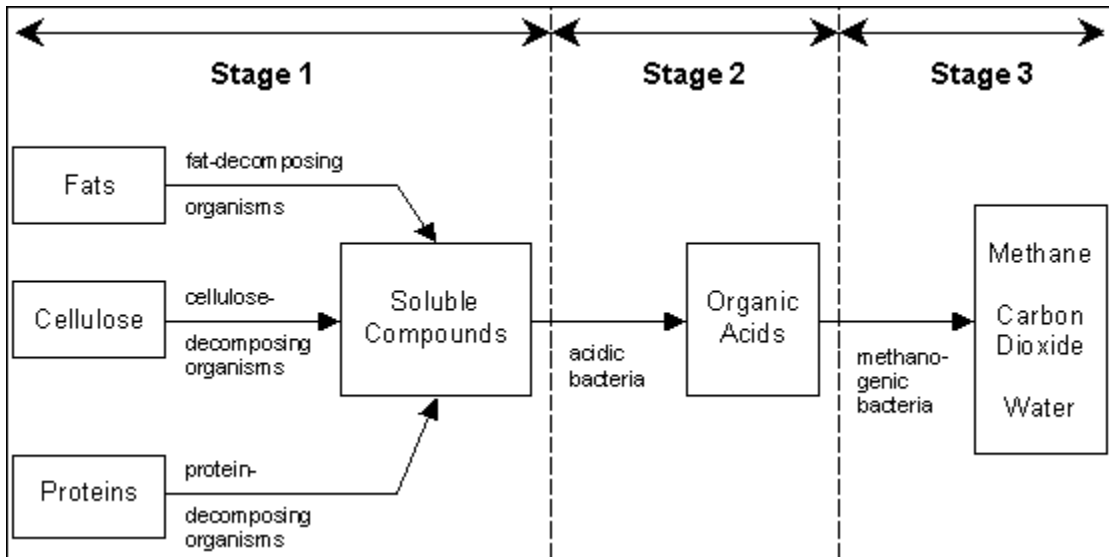 Stage 1
Stage 2
Stage 3
Fats
fat-decomposing
organisms
Cellulose
cellulose-
decomposing
organisms
Proteins
protein-
decomposing
organisms
Soluble
Compounds
acidic
bacteria
Organic
Acids
methano-
genic
bacteria
Methane
Carbon
Dioxide
Water